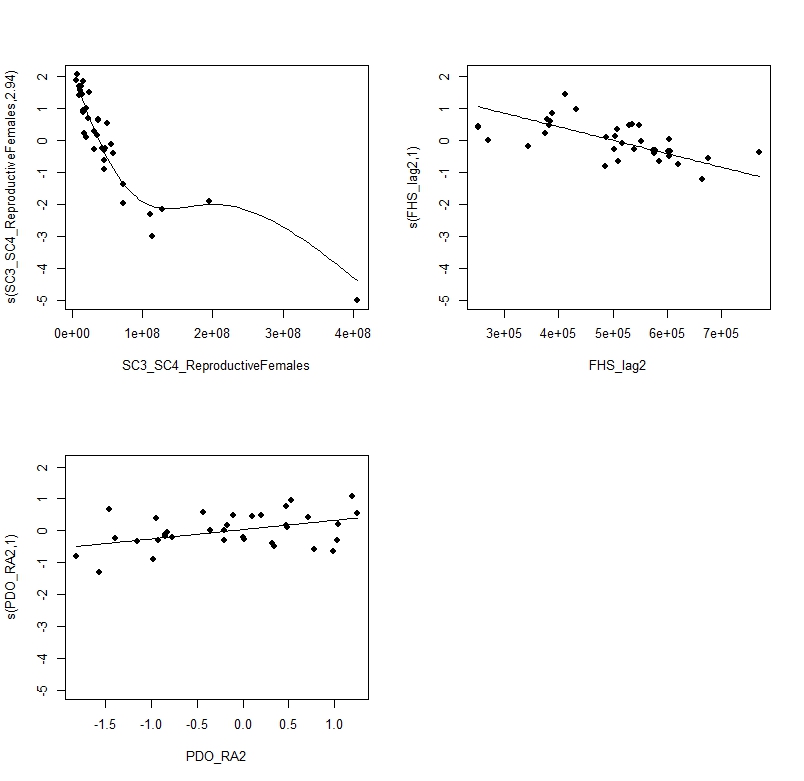 s(SC3_SC4_ReproductiveFemales,2.94)
2
1
0
-1
-2
-3
-4
-5
0e+00 1e+08 2e+08 3e+08 4e+08
SC3_SC4_ReproductiveFemales
s(FHS_lag2,1)
2
1
0
-1
-2
-3
-4
-5
3e+05 4e+05 5e+05 6e+05 7e+05
FHS_lag2
s(PDO_RA2,1)
2
1
0
-1
-2
-3
-4
-5
-1.5 -1.0 -0.5 0.0 0.5 1.0
PDO_RA2